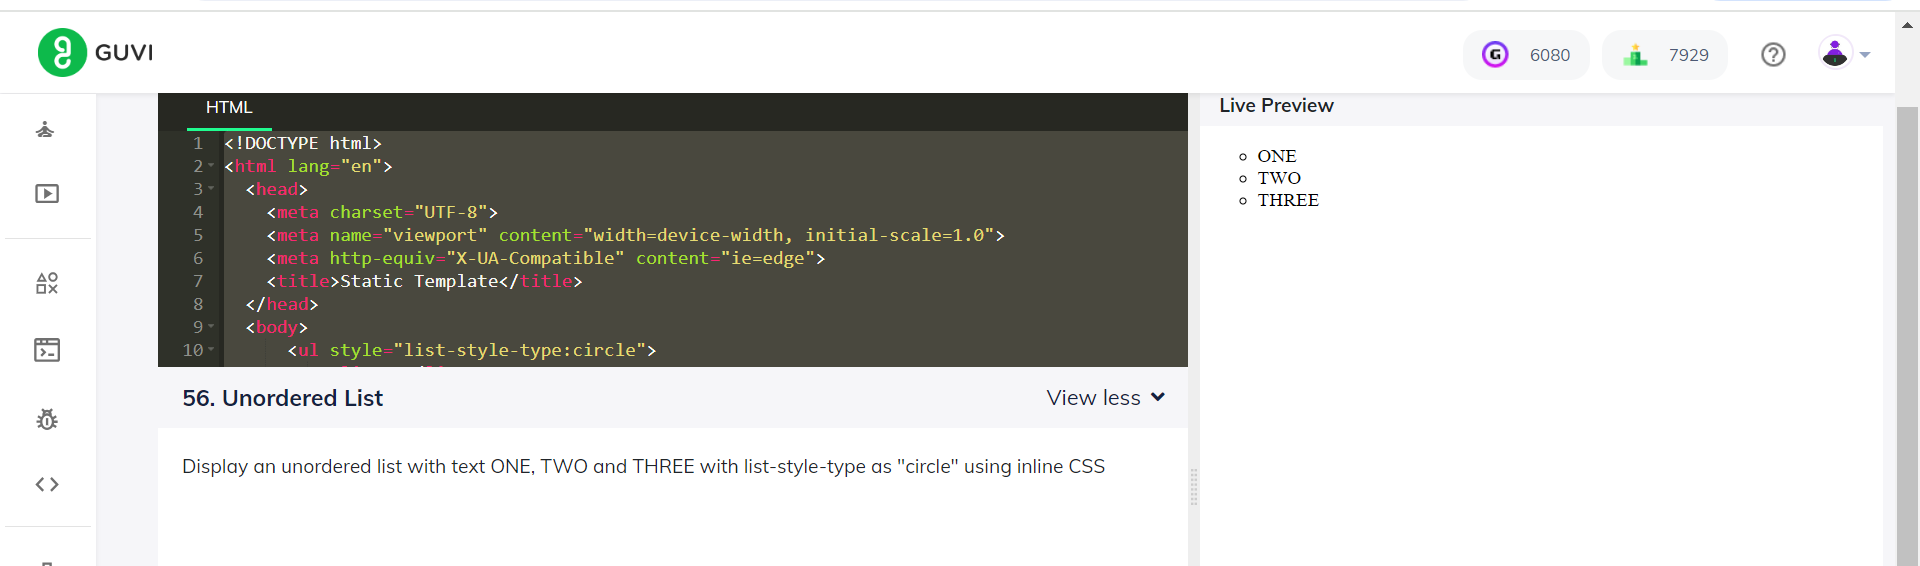 GUVI
6080
7929
HTML
1 <!DOCTYPE html>
2 <html lang="en">
3 <head>
4 <meta charset="UTF-8">
5 <meta name="viewport" content="width=device-width, initial-scale=1.0">
6 <meta http-equiv="X-UA-Compatible" content="ie=edge">
7 <title>Static Template</title>
8 </head>
9 <body>
10 <ul style="list-style-type:circle">
56. Unordered List
View less
Display an unordered list with text ONE, TWO and THREE with list-style-type as "circle" using inline CSS
Live Preview
ONE
TWO
THREE